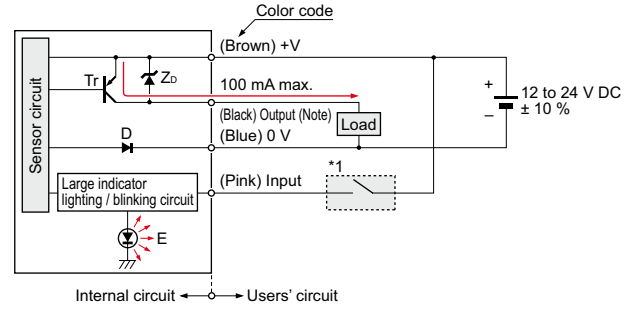 Color code
(Brown) +V
Sensor circuit
Tr
ZD
100 mA max.
+
12 to 24 V DC
± 10 %
−
(Black) Output (Note)
Load
D
(Blue) 0 V
*1
Large indicator
lighting / blinking circuit
(Pink) Input
E
Internal circuit
Users' circuit